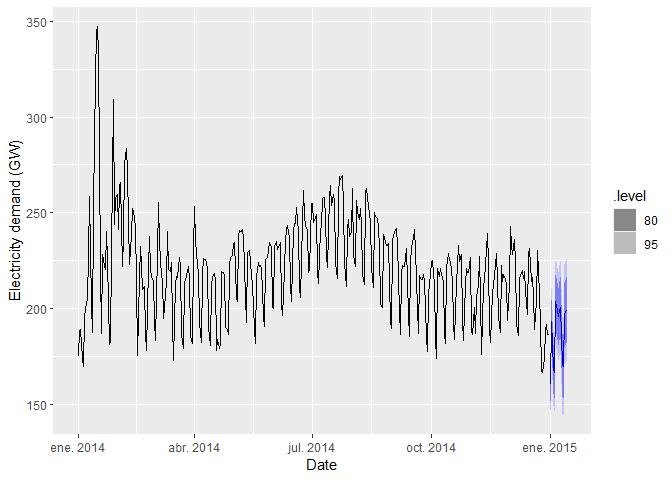 350
300
250
200
150
Electricity demand (GW)
ene. 2014
abr. 2014
jul. 2014
oct. 2014
ene. 2015
Date
.level
80
95